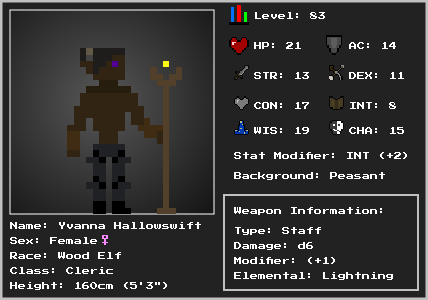 Level: 83
HP: 21
AC: 14
STR: 13
DEX: 11
CON: 17
INT: 8
WIS: 19
CHA: 15
Stat Modifier: INT (+2)
Background: Peasant
Name: Yvanna Hallowswift
Sex: Female
Race: Wood Elf
Class: Cleric
Height: 160cm (5'3")
Weapon Information:
Type: Staff
Damage: d6
Modifier: (+1)
Elemental: Lightning